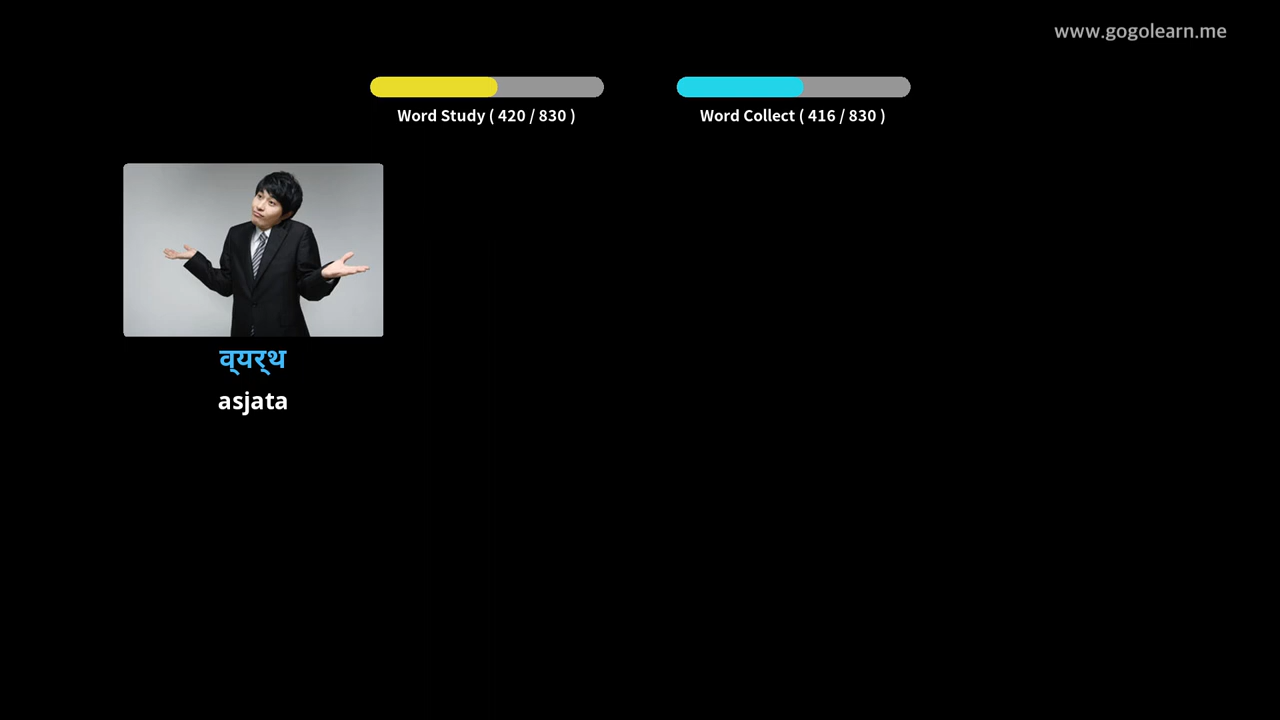 www.gogolearn.me
Word Study ( 420 / 830 )
Word Collect ( 416 / 830 )
व्यर्थ
asjata